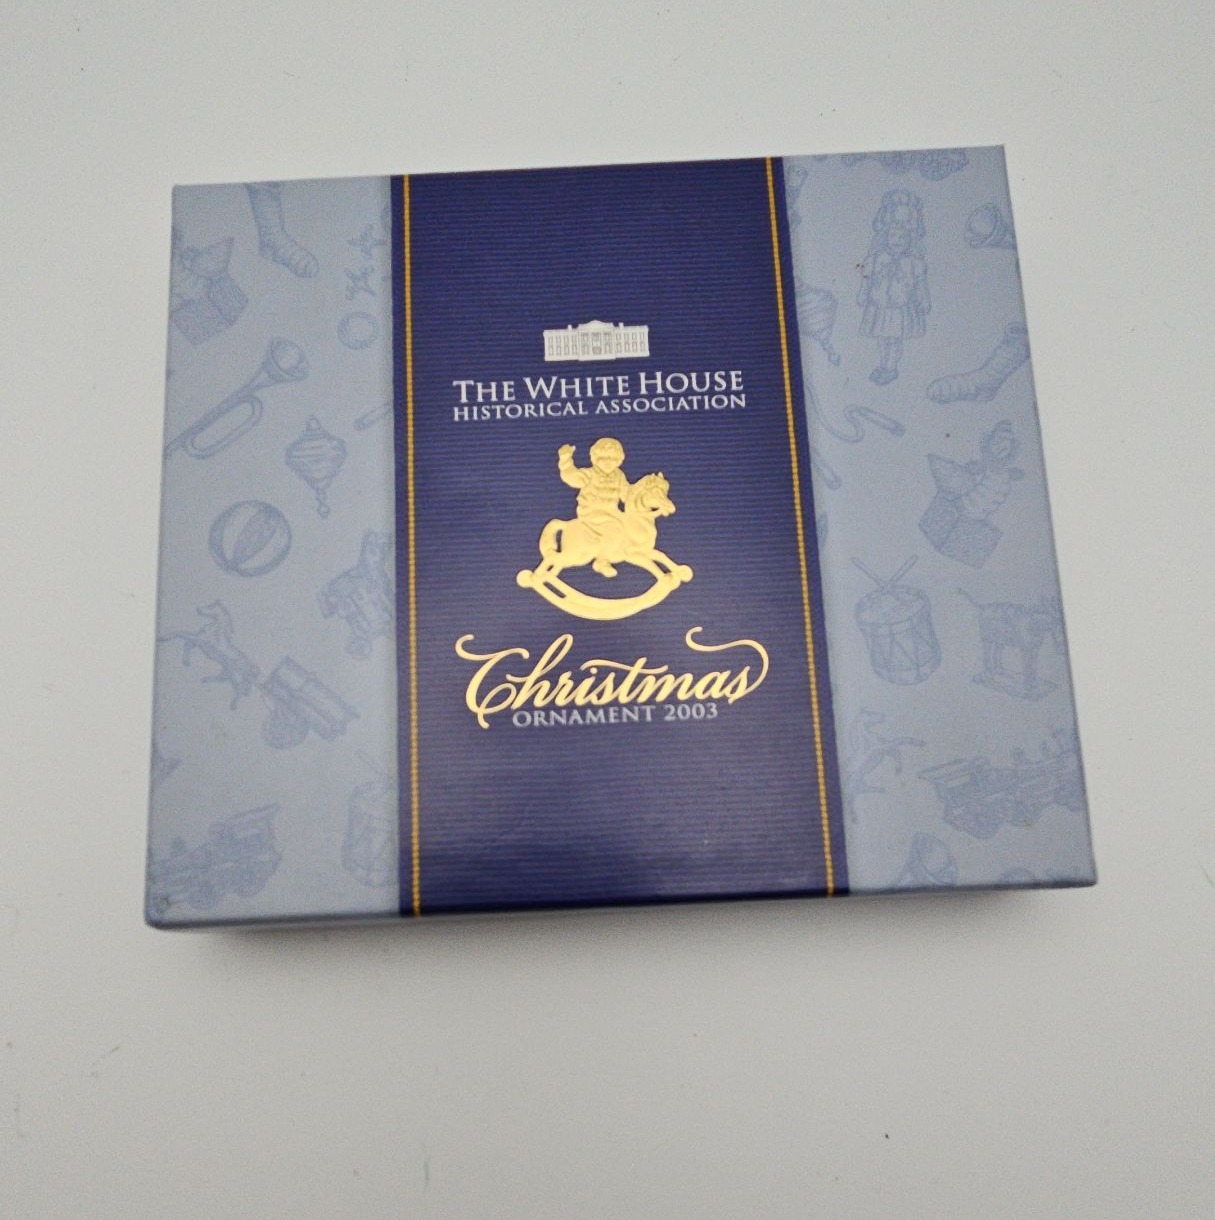 THE WHITE HOUSE
HISTORICAL ASSOCIATION
Christmas
ORNAMENT 2003